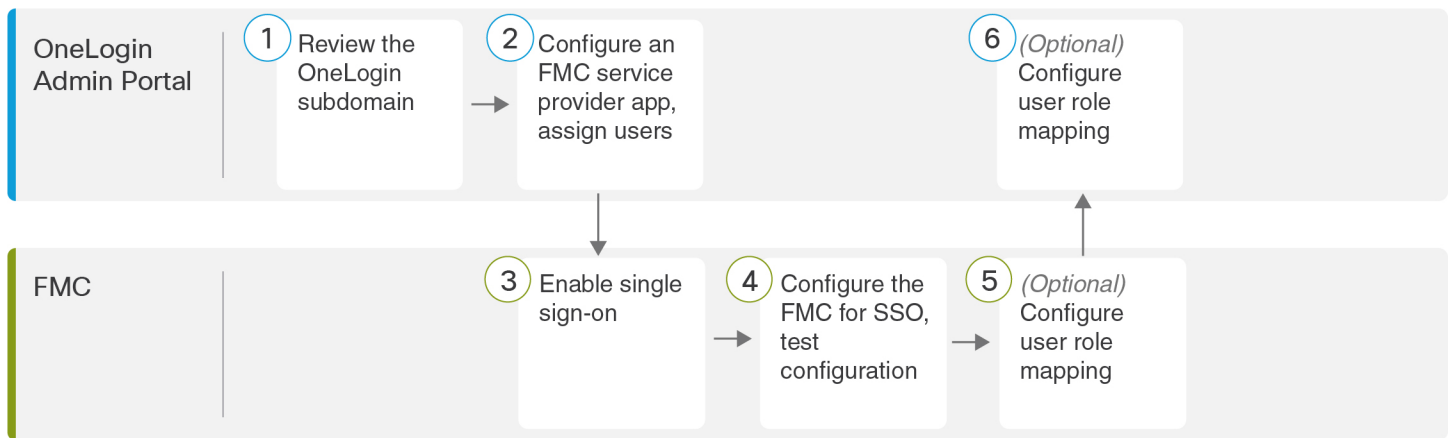 OneLogin
Admin Portal
1
Review the
OneLogin
subdomain
2
Configure an
FMC service
provider app,
assign users
6
(Optional)
Configure
user role
mapping
FMC
3
Enable single
sign-on
4
Configure the
FMC for SSO,
test
configuration
5
(Optional)
Configure
user role
mapping